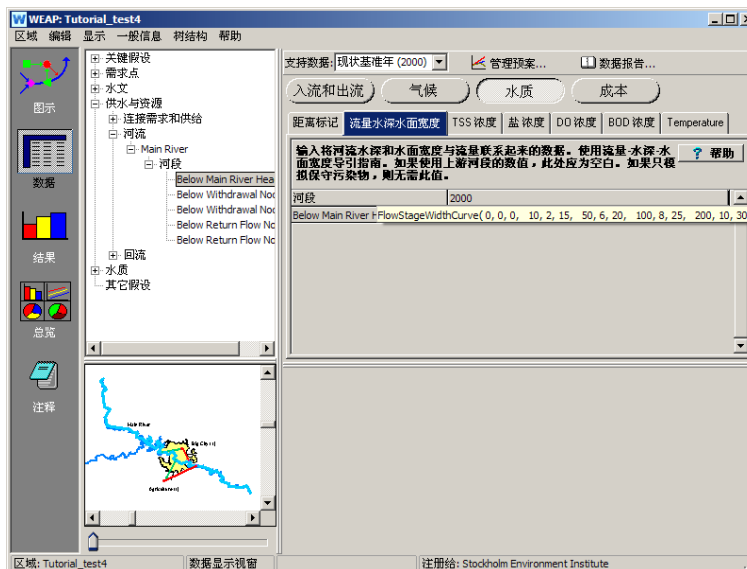 WEAP: Tutorial_test4
区域 编辑 显示 一般信息 树结构 帮助
图示
数据
结果
总览
注释
关键假设
需求点
水文
供水与资源
连接需求和供给
河流
Main River
河段
Below Main River Hea
Below Withdrawal Noc
Below Withdrawal Noc
Below Return Flow Nc
Below Return Flow Nc
回流
水质
其它假设
支持数据: 现状基准年 (2000) 管理预案... 数据报告...
入流和出流 气候 水质 成本
距离标记 流量水深水面宽度 TSS 浓度 盐浓度 DO 浓度 BOD 浓度 Temperature
输入将河流水深和水面宽度与流量联系起来的数据。使用流量-水深-水
面宽度导引指南。如果使用上游河段的数值，此处应为空白。如果只模
拟保守污染物，则无需此值。
? 帮助
河段 2000
Below Main River H FlowStageWidthCurve( 0, 0, 0, 10, 2, 15, 50, 6, 20, 100, 8, 25, 200, 10, 30
Main River
Big City(1)
区域: Tutorial_test4 数据显示视窗 注册给: Stockholm Environment Institute